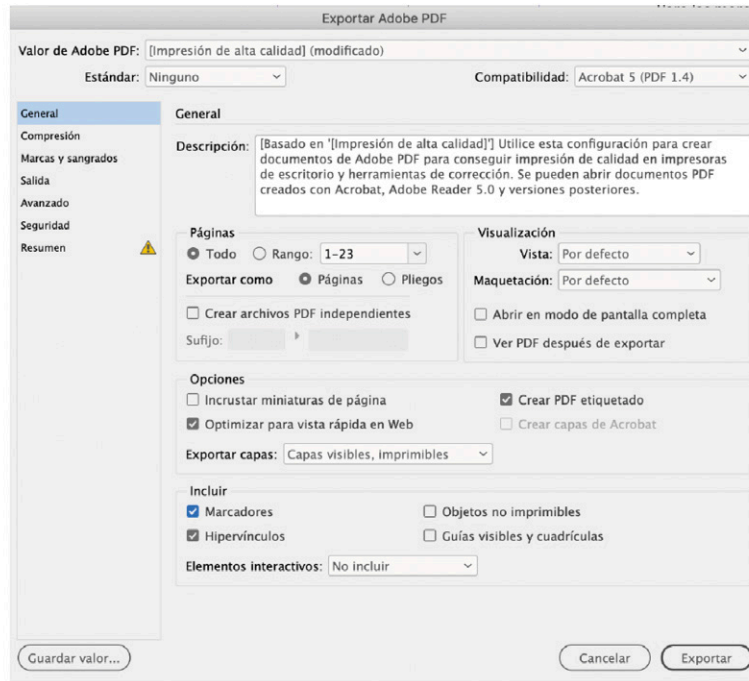 Exportar Adobe PDF
Valor de Adobe PDF: [Impresión de alta calidad] (modificado)
Estándar: Ninguno Compatibilidad: Acrobat 5 (PDF 1.4)
General
Compresión
Marcas y sangrados
Salida
Avanzado
Seguridad
Resumen
General
Descripción: [Basado en '[Impresión de alta calidad]'] Utilice esta configuración para crear
documentos de Adobe PDF para conseguir impresión de calidad en impresoras
de escritorio y herramientas de corrección. Se pueden abrir documentos PDF
creados con Acrobat, Adobe Reader 5.0 y versiones posteriores.
Páginas
Todo Rango: 1-23
Exportar como Páginas Pliegos
Crear archivos PDF independientes
Sufijo:
Visualización
Vista: Por defecto
Maquetación: Por defecto
Abrir en modo de pantalla completa
Ver PDF después de exportar
Opciones
Incrustar miniaturas de página Crear PDF etiquetado
Optimizar para vista rápida en Web Crear capas de Acrobat
Exportar capas: Capas visibles, imprimibles
Incluir
Marcadores Objetos no imprimibles
Hipervínculos Guías visibles y cuadrículas
Elementos interactivos: No incluir
Guardar valor... Cancelar Exportar